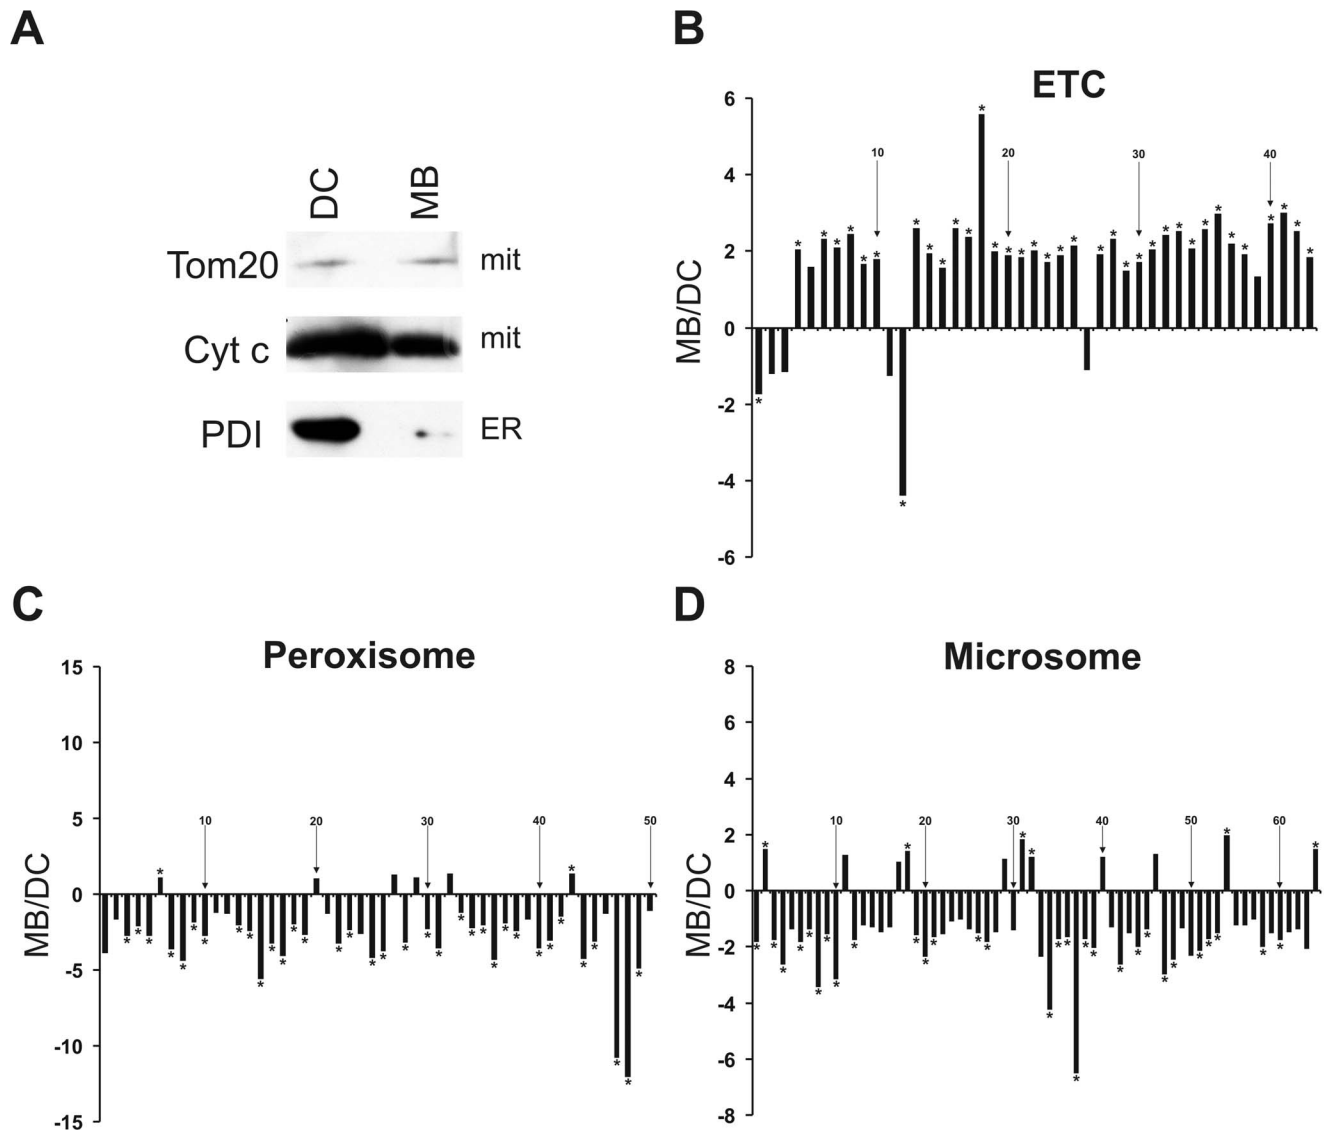 A
DC
MB
Tom20
mit
Cyt c
mit
PDI
ER
B
ETC
MB/DC
6
4
2
0
-2
-4
-6
10
20
30
40
* * * * * * * * * * * * * * * * * * * * * * * * * * * * * * * * * * * * *
C
Peroxisome
MB/DC
15
10
5
0
-5
-10
-15
10
20
30
40
50
D
Microsome
MB/DC
8
6
4
2
0
-2
-4
-6
-8
10
20
30
40
50
60